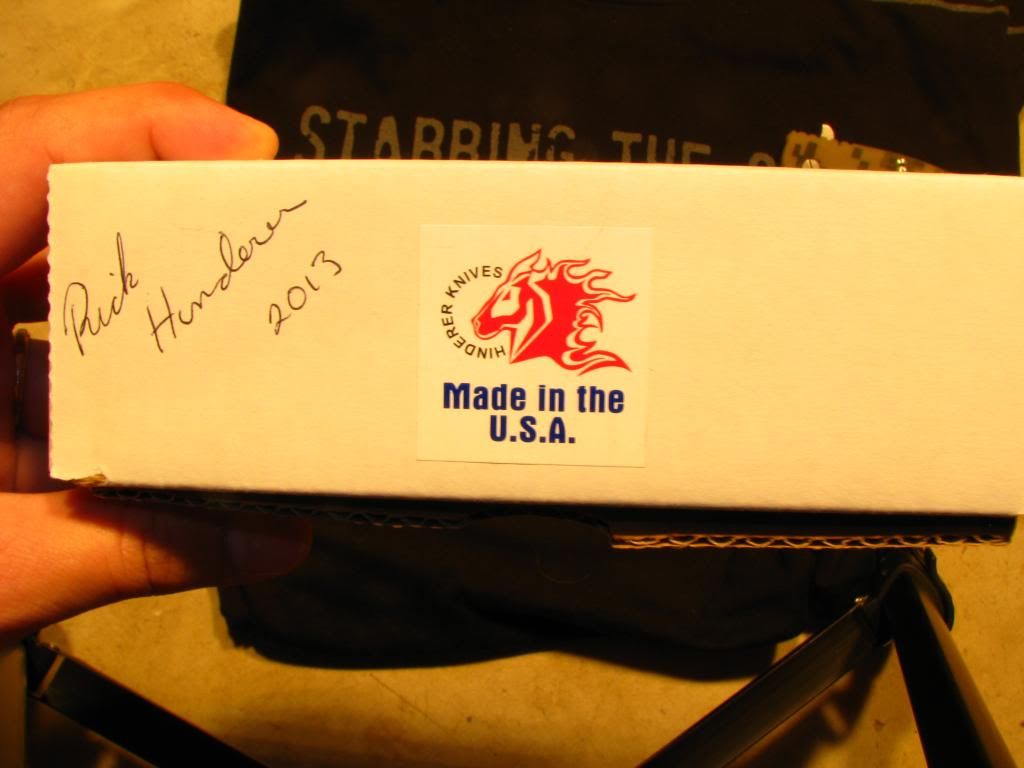 STABBING THE
Rick
Hinderer
2013
HINDERER KNIVES
Made in the
U.S.A.